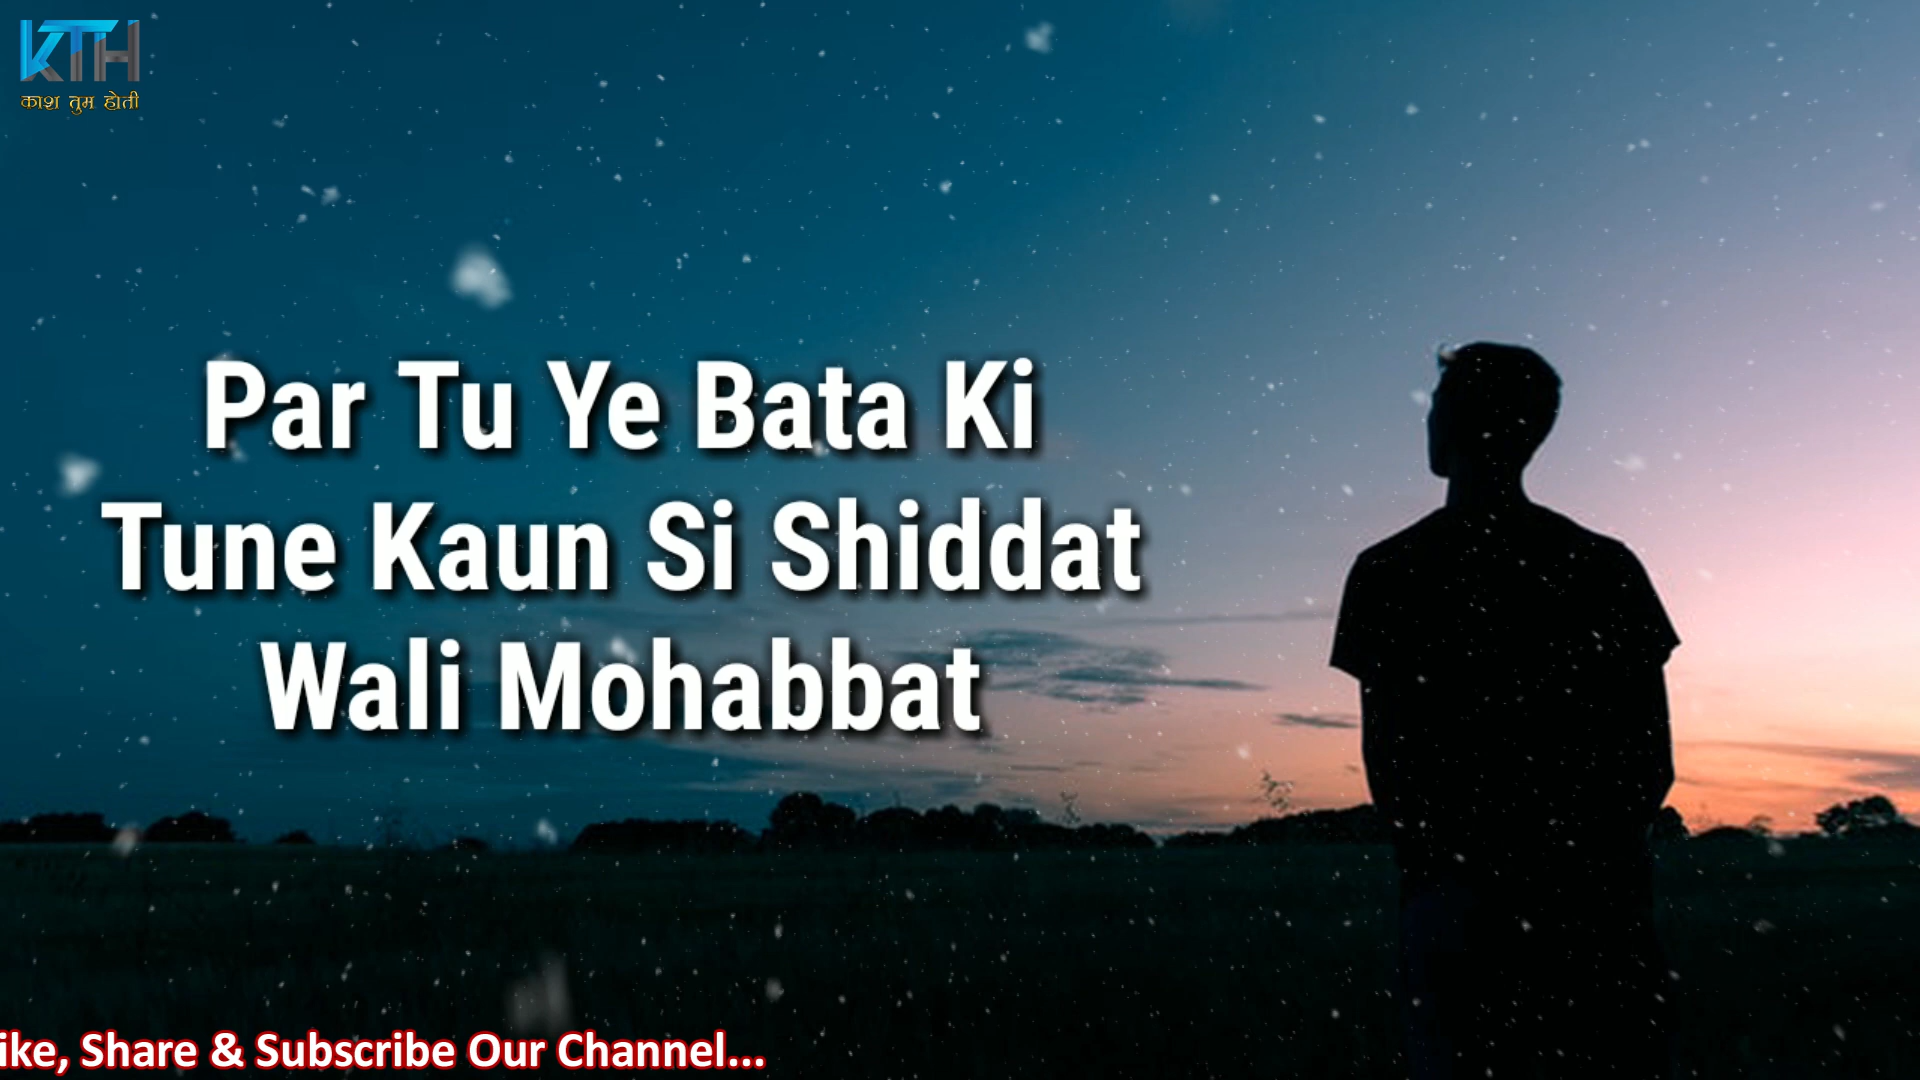 KTH
काश तुम होती
Par Tu Ye Bata Ki
Tune Kaun Si Shiddat
Wali Mohabbat
ike, Share & Subscribe Our Channel...